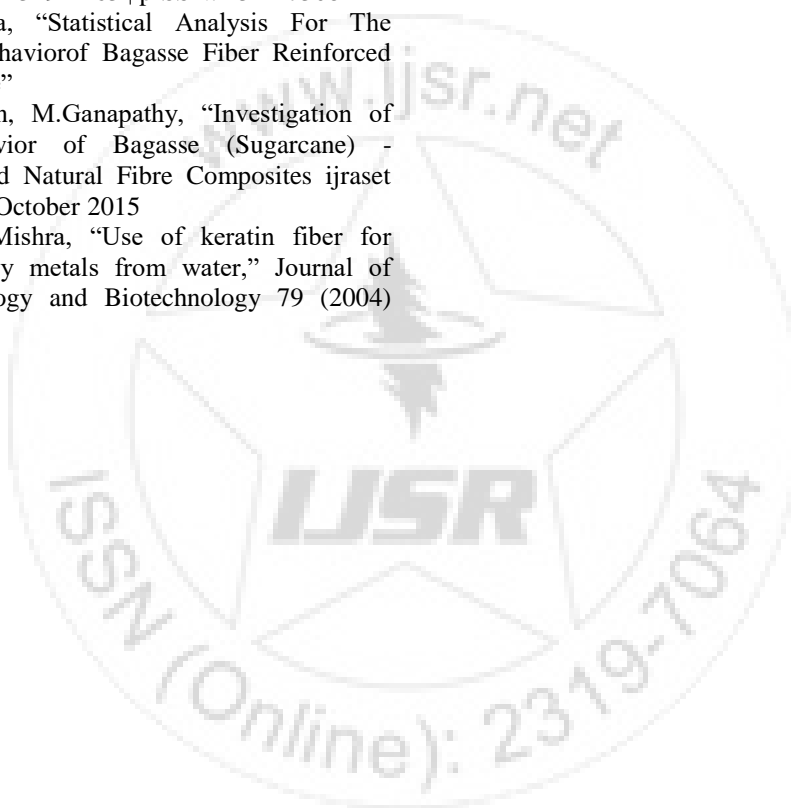 a, “Statistical Analysis For The
haviorof Bagasse Fiber Reinforced
”
n, M.Ganapathy, “Investigation of
vior of Bagasse (Sugarcane) -
d Natural Fibre Composites ijraset
October 2015
Mishra, “Use of keratin fiber for
y metals from water,” Journal of
ogy and Biotechnology 79 (2004)
www.ijsr.net
IJSR
ISSN (Online): 2319-7064